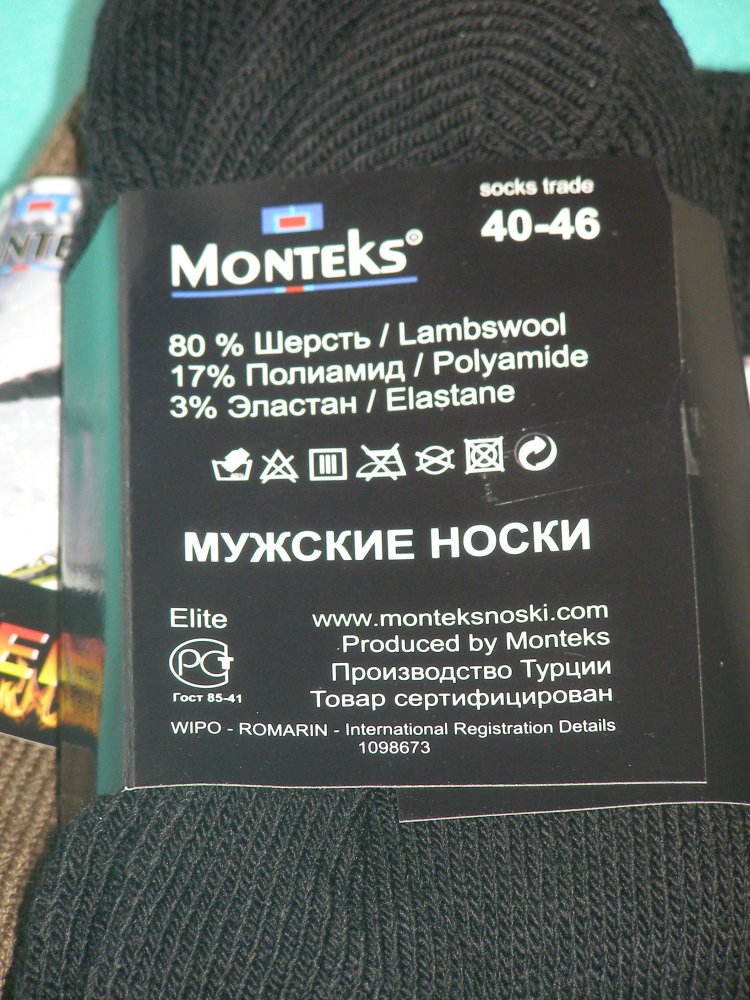 socks trade
40-46
MONTEKS®
80 % Шерсть / Lambswool
17% Полиамид / Polyamide
3% Эластан / Elastane
МУЖСКИЕ НОСКИ
Elite
www.monteksnoski.com
Produced by Monteks
Производство Турции
РСТ
Гост 85-41
Товар сертифицирован
WIPO - ROMARIN - International Registration Details
1098673